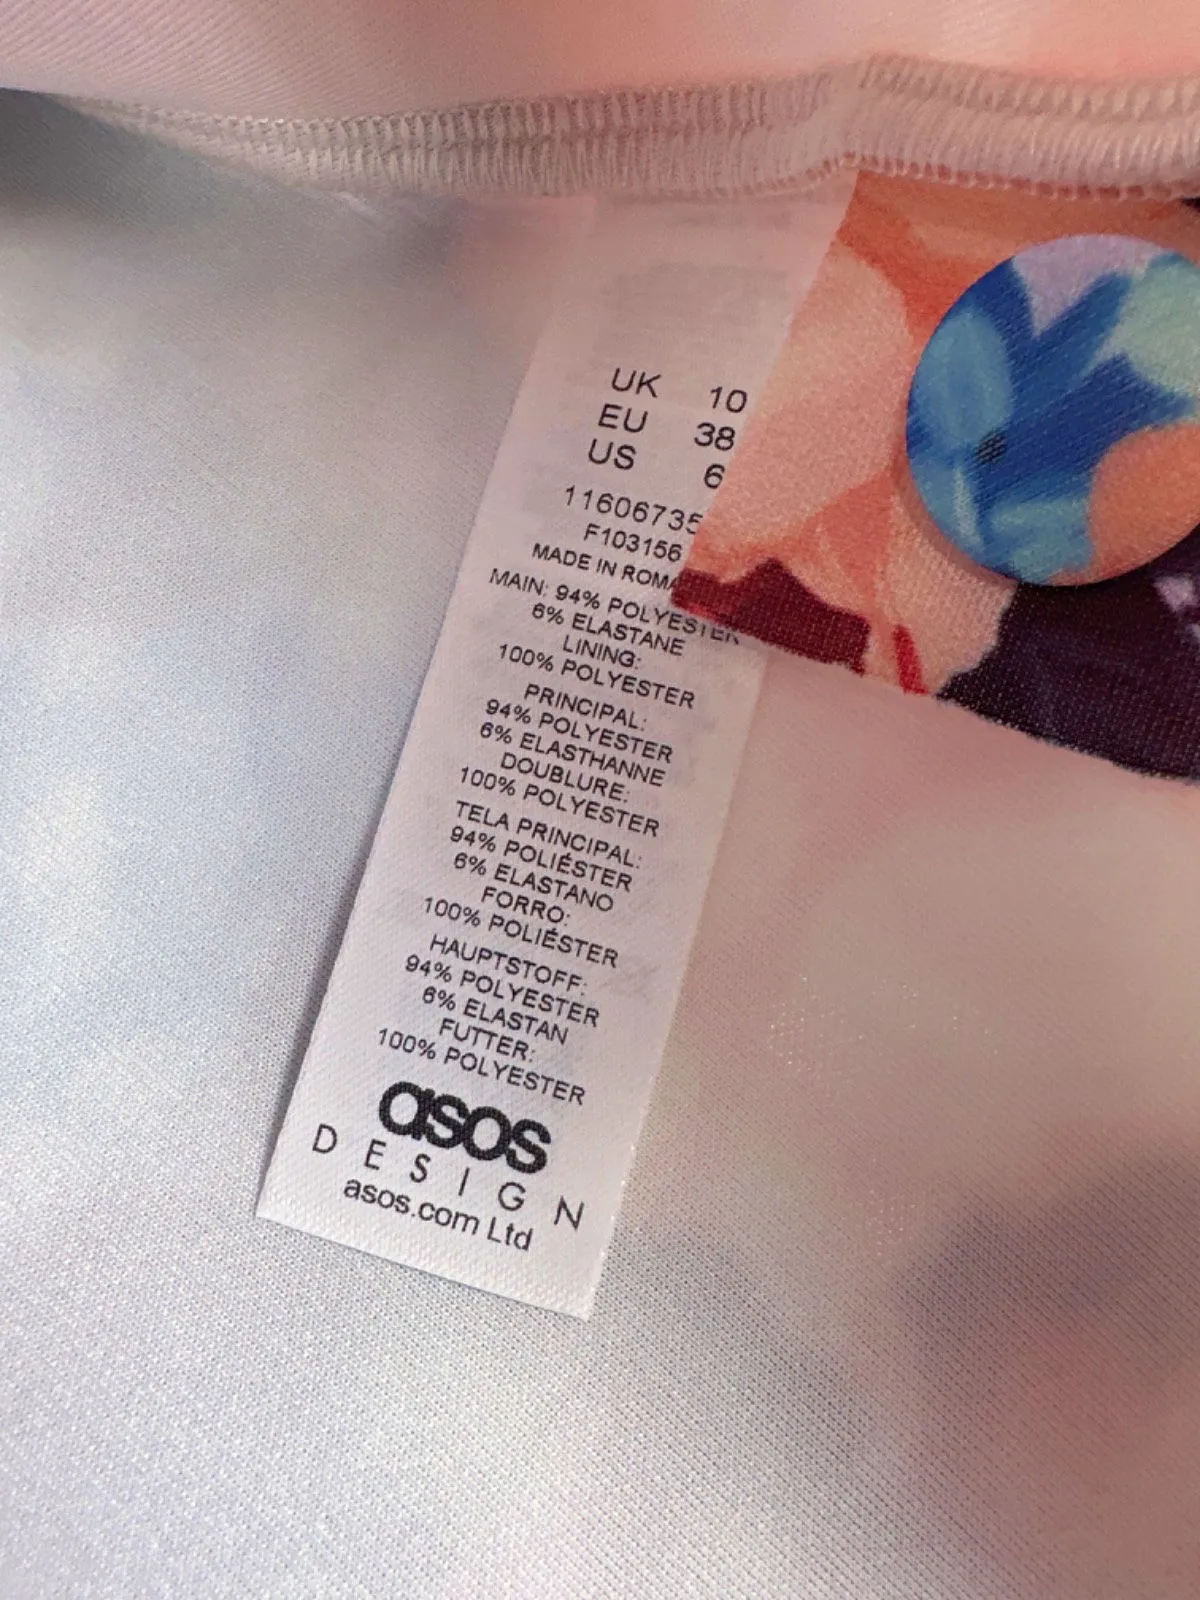 UK 10
EU 38
US 6
11606735
F103156
MADE IN ROMA
MAIN: 94% POLYESTER
6% ELASTANE
LINING:
100% POLYESTER
PRINCIPAL:
94% POLYESTER
6% ELASTHANNE
DOUBLURE:
100% POLYESTER
TELA PRINCIPAL:
94% POLIÉSTER
6% ELASTANO
FORRO:
100% POLIÉSTER
HAUPTSTOFF:
94% POLYESTER
6% ELASTAN
FUTTER:
100% POLYESTER
asos
DESIGN
asos.com Ltd